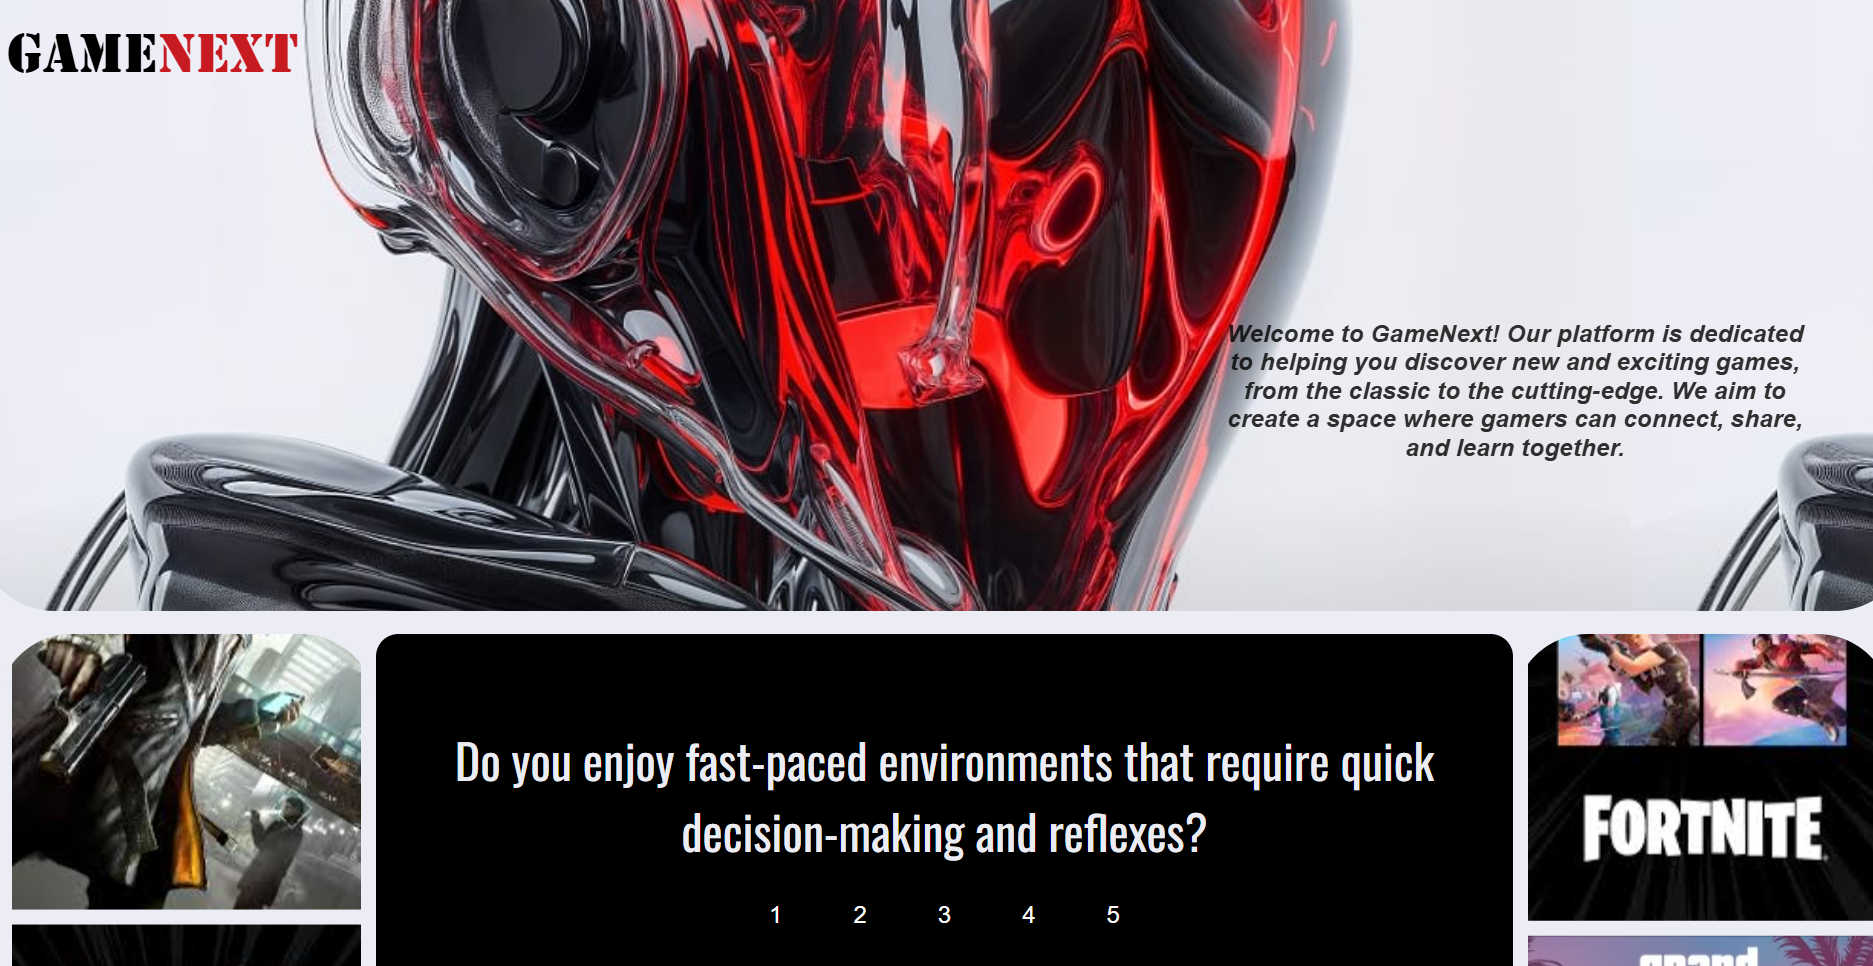 GAMENEXT
Welcome to GameNext! Our platform is dedicated
to helping you discover new and exciting games,
from the classic to the cutting-edge. We aim to
create a space where gamers can connect, share,
and learn together.
Do you enjoy fast-paced environments that require quick
decision-making and reflexes?
1 2 3 4 5
FORTNITE
grand